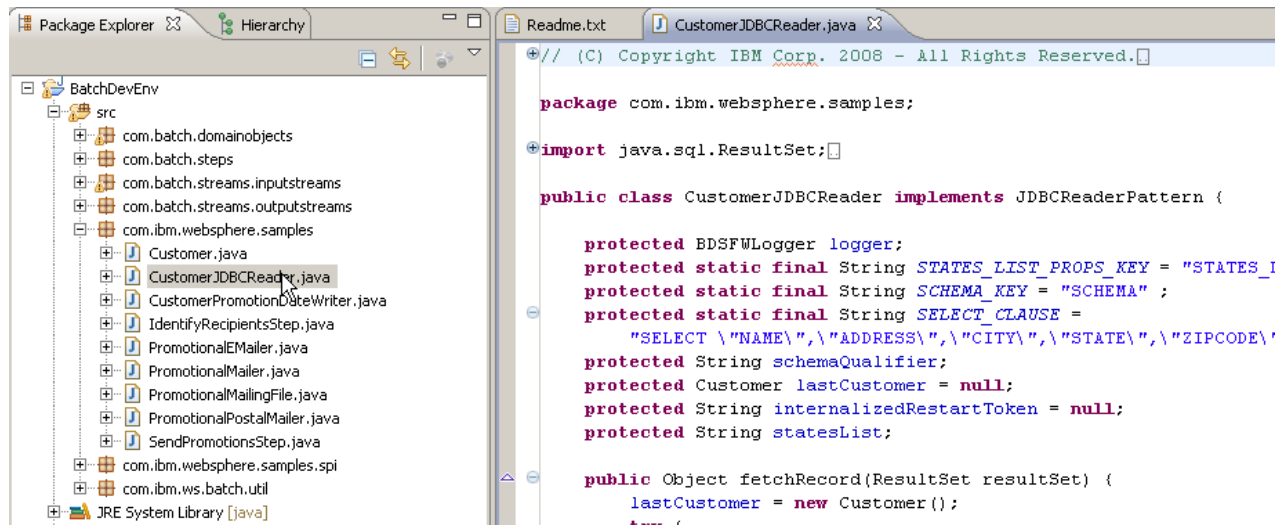 Package Explorer
Hierarchy
BatchDevEnv
src
com.batch.domainobjects
com.batch.steps
com.batch.streams.inputstreams
com.batch.streams.outputstreams
com.ibm.websphere.samples
Customer.java
CustomerJDBCReader.java
CustomerPromotionDateWriter.java
IdentifyRecipientsStep.java
PromotionalEMailer.java
PromotionalMailer.java
PromotionalMailingFile.java
PromotionalPostalMailer.java
SendPromotionsStep.java
com.ibm.websphere.samples.spi
com.ibm.ws.batch.util
JRE System Library [java]
Readme.txt
CustomerJDBCReader.java
// (C) Copyright IBM Corp. 2008 - All Rights Reserved.
package com.ibm.websphere.samples;
import java.sql.ResultSet;
public class CustomerJDBCReader implements JDBCReaderPattern {
protected BDSFWLogger logger;
protected static final String STATES_LIST_PROPS_KEY = "STATES_
protected static final String SCHEMA_KEY = "SCHEMA" ;
protected static final String SELECT_CLAUSE =
"SELECT \"NAME\",\"ADDRESS\",\"CITY\",\"STATE\",\"ZIPCODE\"
protected String schemaQualifier;
protected Customer lastCustomer = null;
protected String internalizedRestartToken = null;
protected String statesList;
public Object fetchRecord(ResultSet resultSet) {
lastCustomer = new Customer();
try {